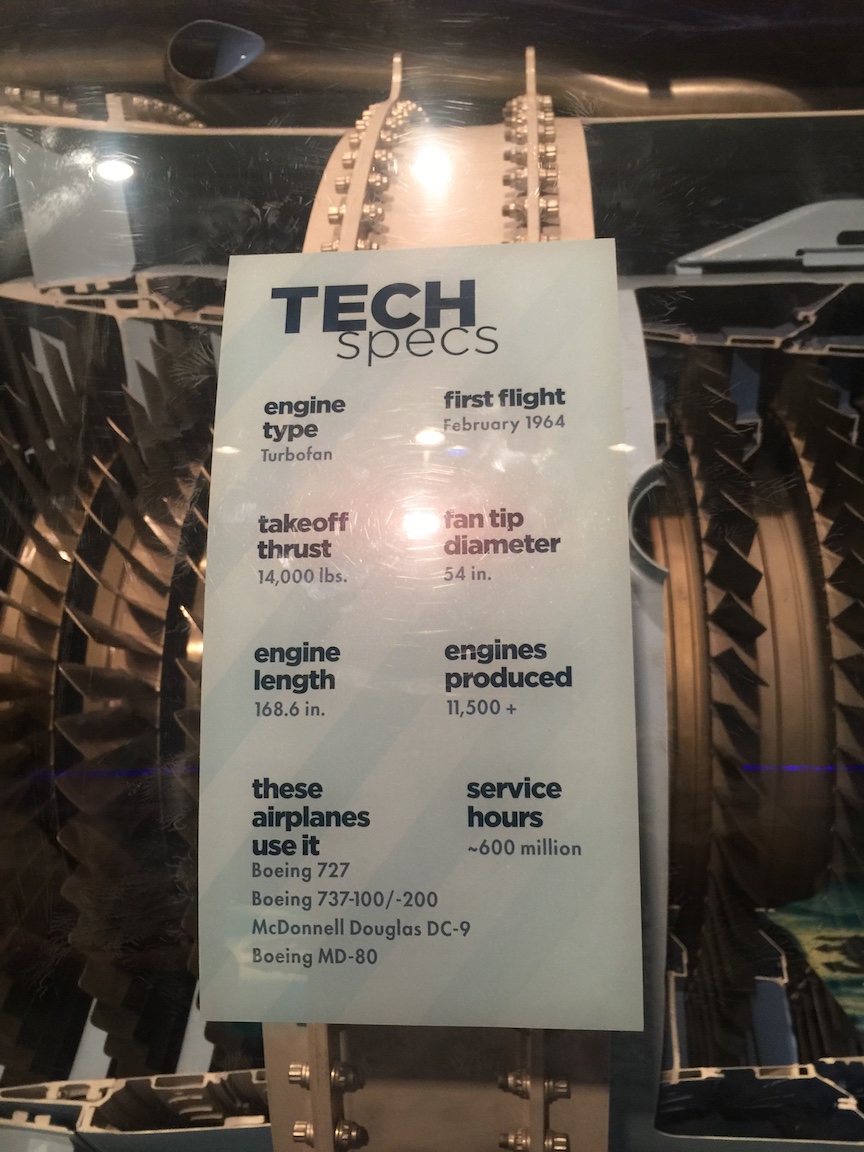 TECH
specs
engine
type
Turbofan
first flight
February 1964
takeoff
thrust
14,000 lbs.
fan tip
diameter
54 in.
engine
length
168.6 in.
engines
produced
11,500 +
these
airplanes
use it
Boeing 727
Boeing 737-100/-200
McDonnell Douglas DC-9
Boeing MD-80
service
hours
~600 million